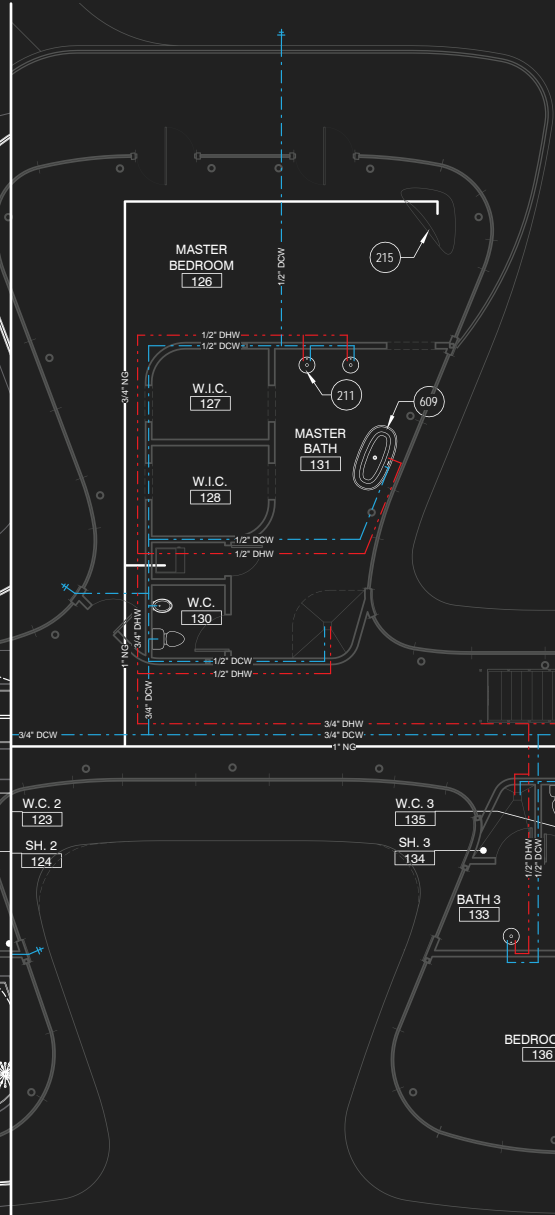 MASTER
BEDROOM
126
215
1/2" DCW
1/2" DHW
1/2" DCW
3/4" NG
W.I.C.
127
211
609
MASTER
BATH
131
W.I.C.
128
1/2" DCW
1/2" DHW
W.C.
130
3/4" DHW
1" NG
1/2" DCW
1/2" DHW
3/4" DCW
3/4" DHW
3/4" DCW
3/4" DCW
1" NG
W.C. 2
123
W.C. 3
135
SH. 2
124
SH. 3
134
1/2" DHW
1/2" DCW
BATH 3
133
BEDROO
136